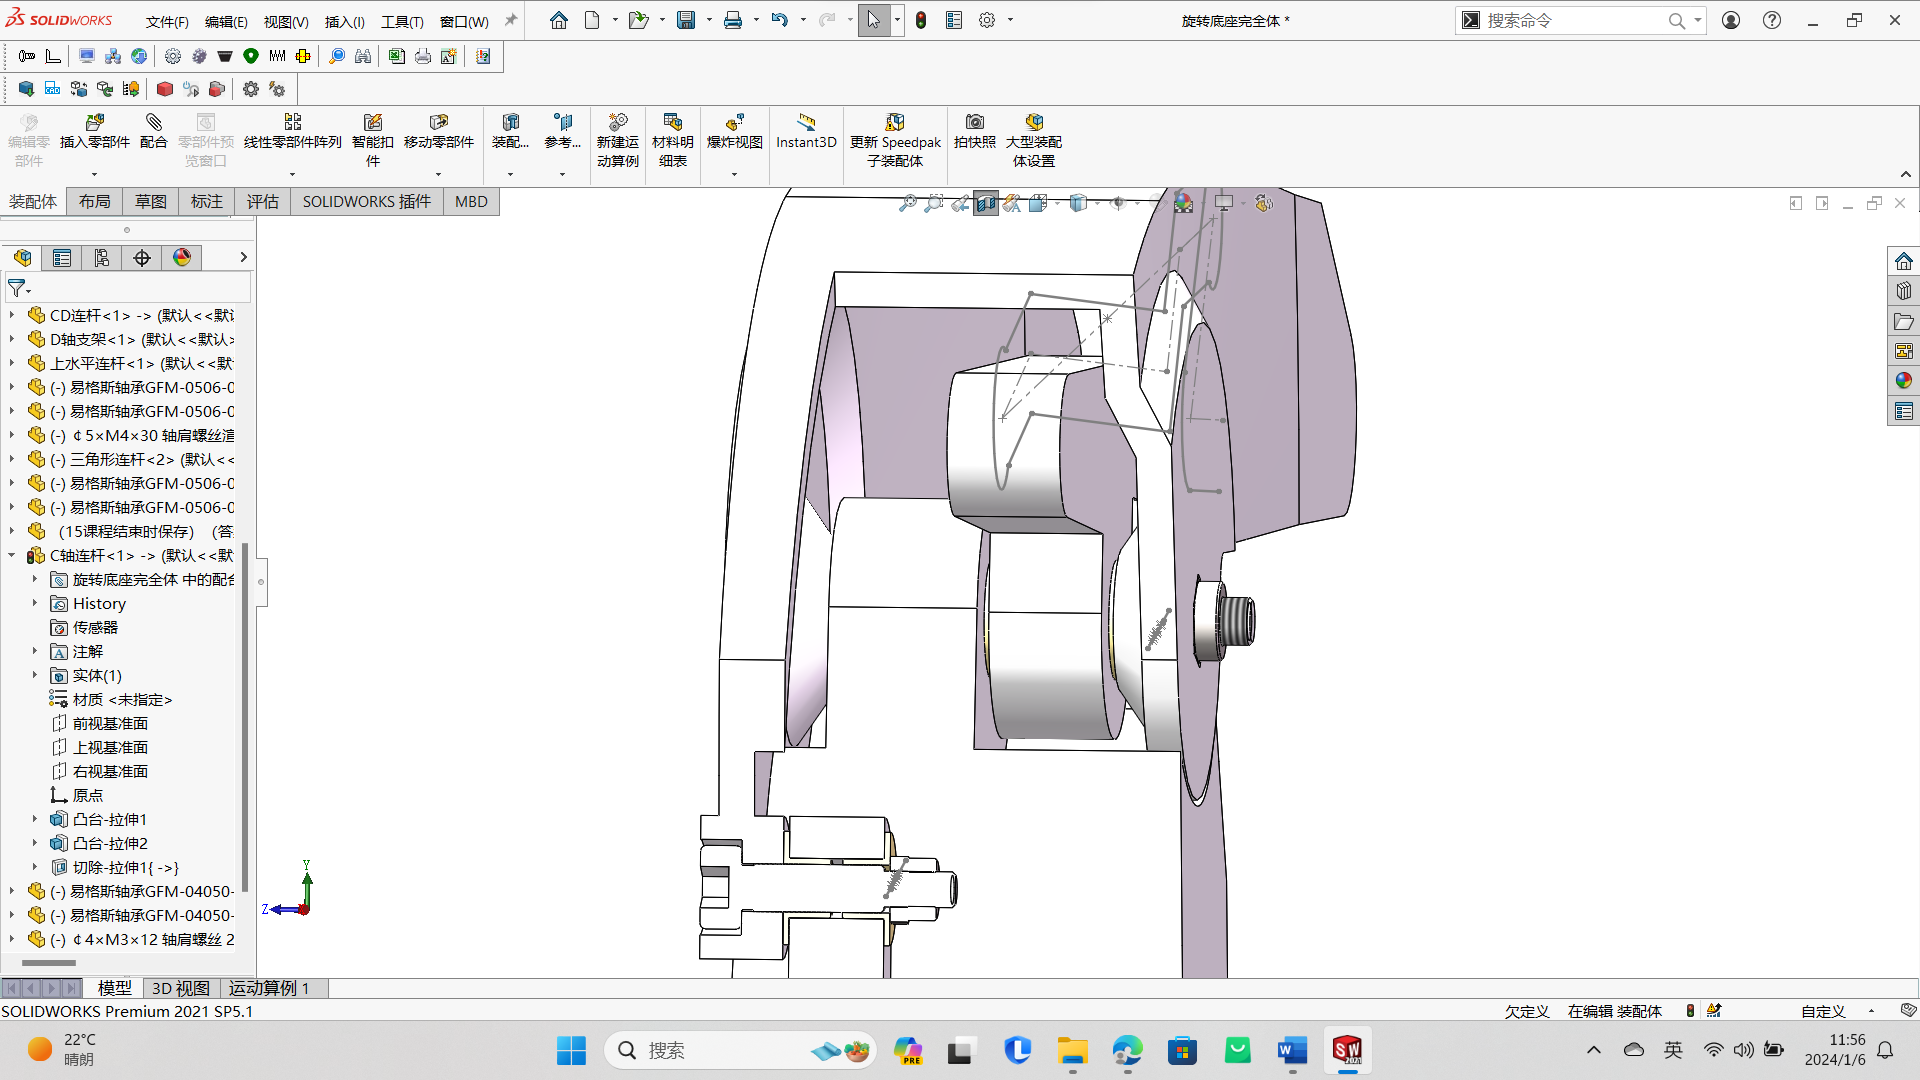 SOLIDWORKS 文件(F) 编辑(E) 视图(V) 插入(I) 工具(T) 窗口(W) 旋转底座完全体 * 搜索命令
编辑零部件 插入零部件 配合 零部件预览窗口 线性零部件阵列 智能扣件 移动零部件 装配... 参考... 新建运动算例 材料明细表 爆炸视图 Instant3D 更新 Speedpak 子装配体 拍快照 大型装配体设置
装配体 布局 草图 标注 评估 SOLIDWORKS 插件 MBD
CD连杆<1> -> (默认<<默认
D轴支架<1> (默认<<默认>
上水平连杆<1> (默认<<默
(-) 易格斯轴承GFM-0506-0
(-) 易格斯轴承GFM-0506-0
(-) ￠5×M4×30 轴肩螺丝渲
(-) 三角形连杆<2> (默认<<
(-) 易格斯轴承GFM-0506-0
(-) 易格斯轴承GFM-0506-0
（15课程结束时保存）（答
C轴连杆<1> -> (默认<<默
旋转底座完全体 中的配合
History
传感器
注解
实体(1)
材质 <未指定>
前视基准面
上视基准面
右视基准面
原点
凸台-拉伸1
凸台-拉伸2
切除-拉伸1{ ->}
(-) 易格斯轴承GFM-04050-
(-) 易格斯轴承GFM-04050-
(-) ￠4×M3×12 轴肩螺丝 2
Y
Z
模型 3D 视图 运动算例 1
SOLIDWORKS Premium 2021 SP5.1 欠定义 在编辑 装配体 自定义
22°C
晴朗
搜索
PRE
英
11:56
2024/1/6